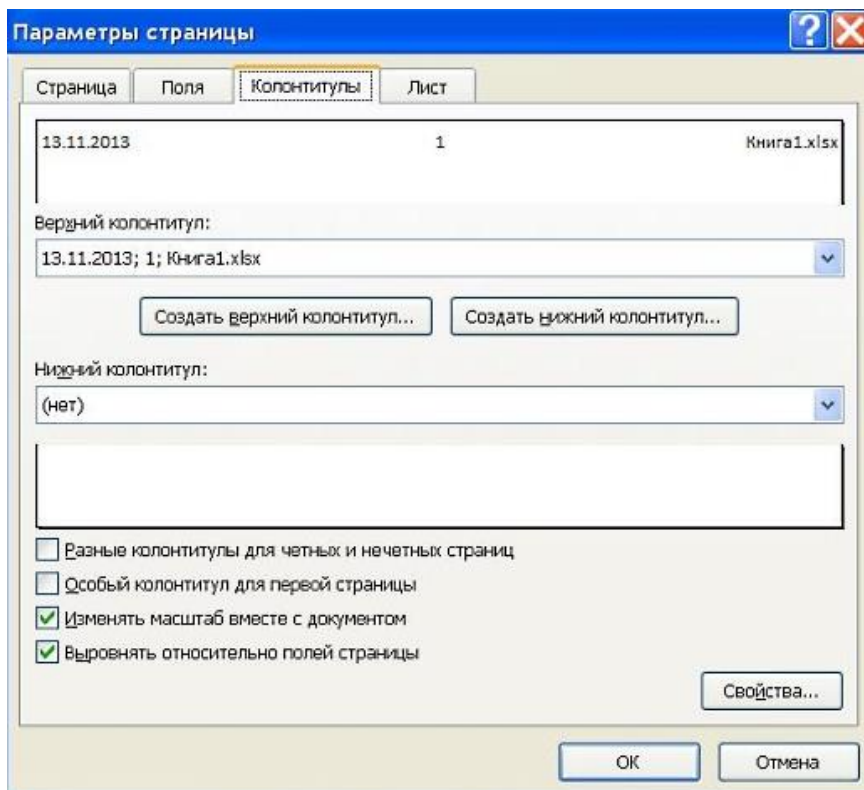 Параметры страницы
Страница Поля Колонтитулы Лист
13.11.2013 1 Книга1.xlsx
Верхний колонтитул:
13.11.2013; 1; Книга1.xlsx
Создать верхний колонтитул... Создать нижний колонтитул...
Нижний колонтитул:
(нет)
Разные колонтитулы для четных и нечетных страниц
Особый колонтитул для первой страницы
Изменять масштаб вместе с документом
Выровнять относительно полей страницы
Свойства...
ОК Отмена